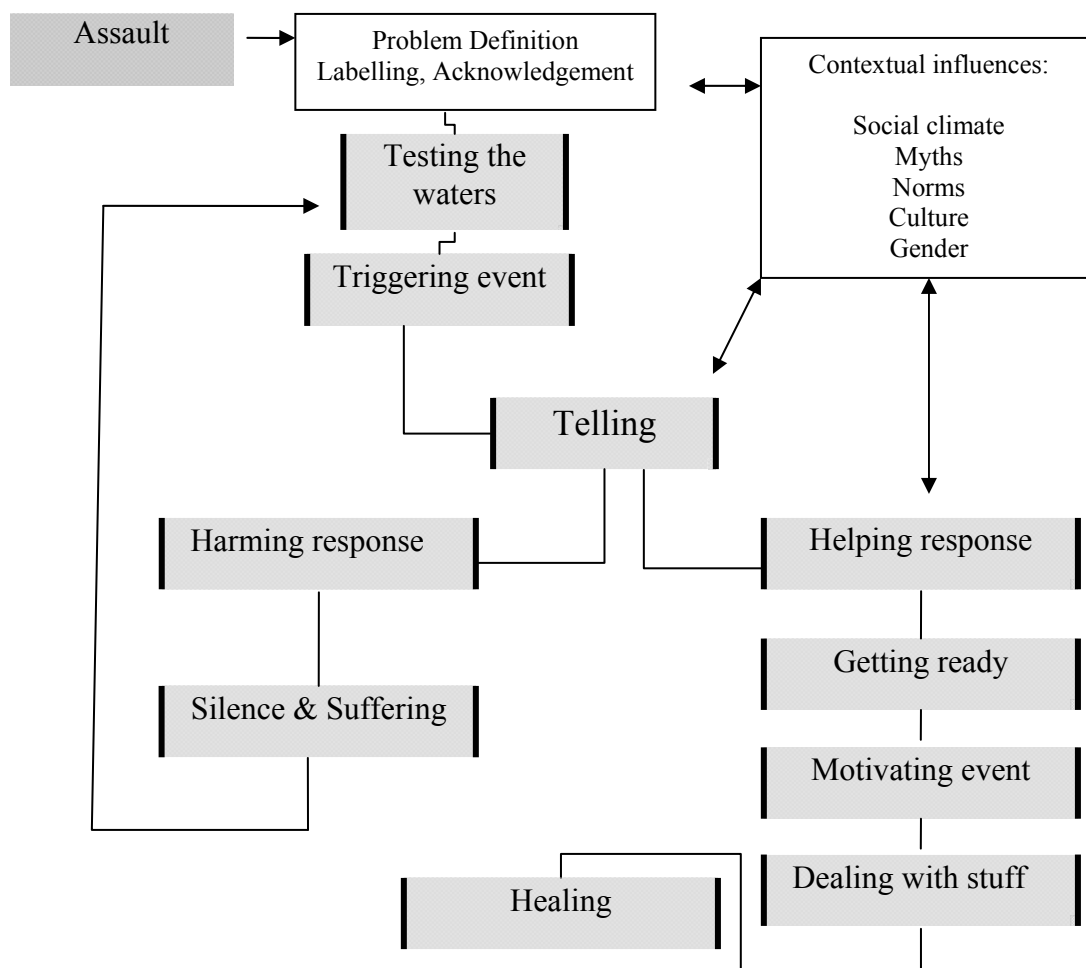 Assault
Problem Definition
Labelling, Acknowledgement
Contextual influences:
Social climate
Myths
Norms
Culture
Gender
Testing the
waters
Triggering event
Telling
Harming response
Helping response
Getting ready
Silence & Suffering
Motivating event
Dealing with stuff
Healing